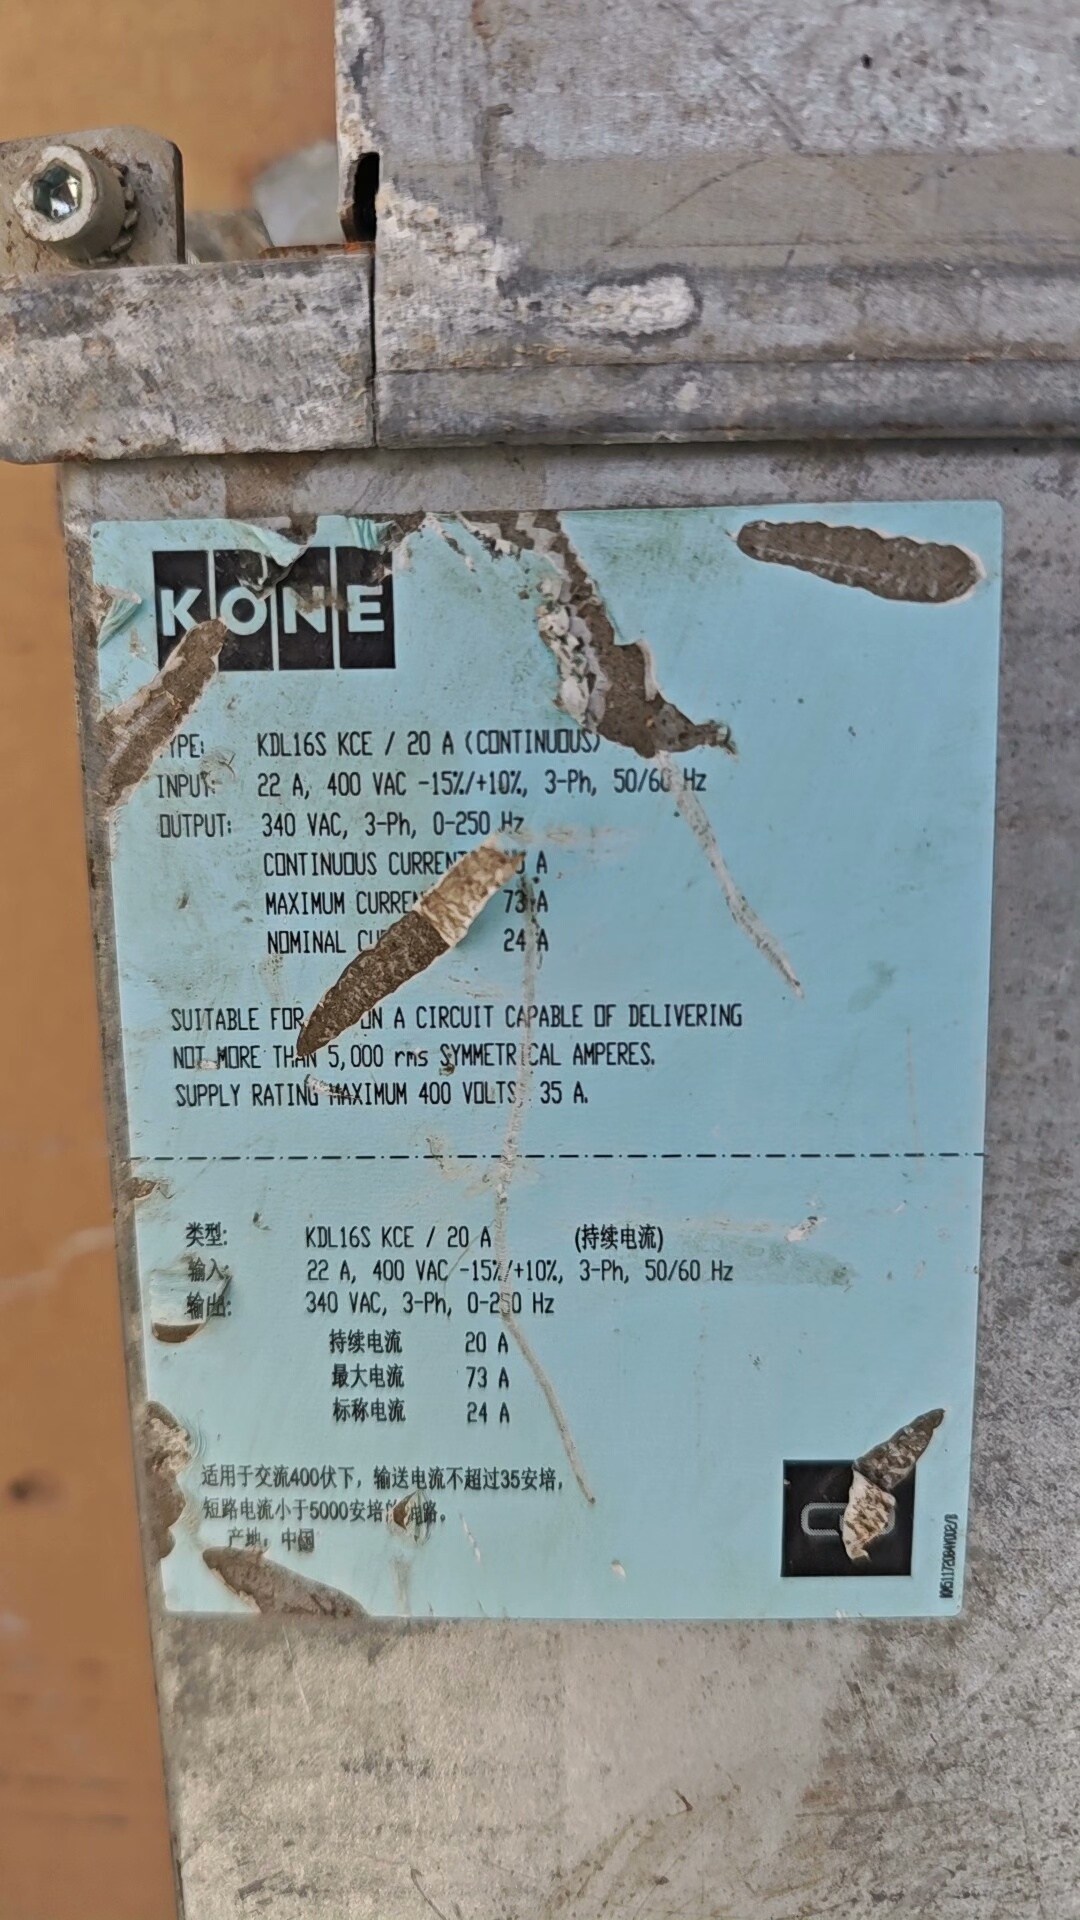 KONE
TYPE: KDL16S KCE / 20 A (CONTINUOUS)
INPUT: 22 A, 400 VAC -15%/+10%, 3-Ph, 50/60 Hz
OUTPUT: 340 VAC, 3-Ph, 0-250 Hz
CONTINUOUS CURRENT A
MAXIMUM 73 A
NOMINAL 24 A
SUITABLE FOR ON A CIRCUIT CAPABLE OF DELIVERING
NOT MORE THAN 5,000 rms SYMMETRICAL AMPERES.
SUPPLY RATING MAXIMUM 400 VOLTS, 35 A.
类型: KDL16S KCE / 20 A (持续电流)
输入: 22 A, 400 VAC -15%/+10%, 3-Ph, 50/60 Hz
输出: 340 VAC, 3-Ph, 0-250 Hz
持续电流 20 A
最大电流 73 A
标称电流 24 A
适用于交流400伏下，输送电流不超过35安培，
短路电流小于5000安培的电路。
产地：中国